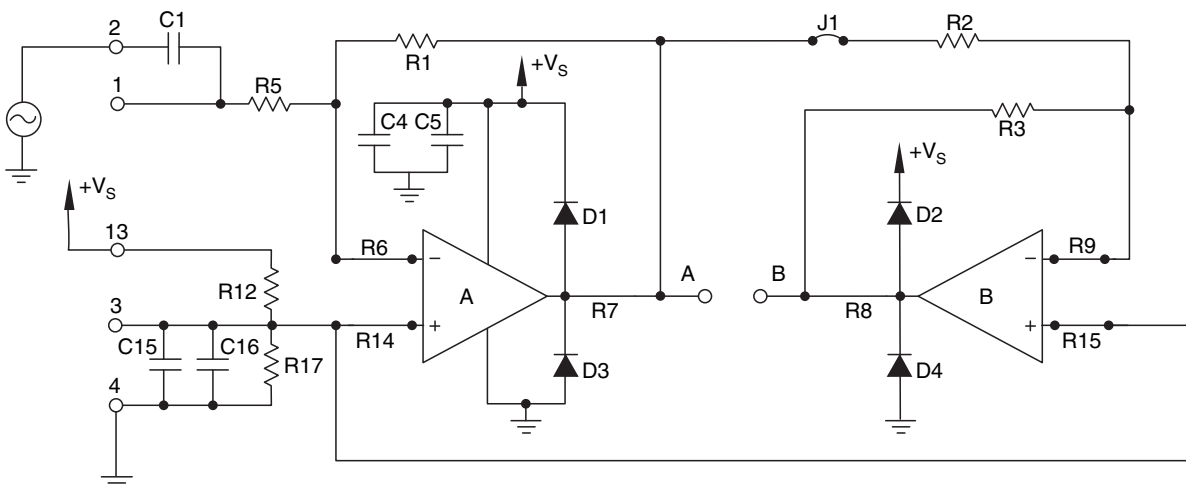 2
C1
J1
R2
R1
+VS
1
R5
C4
C5
R3
+VS
+VS
D1
D2
13
R6
A
B
R9
−
A
B
−
R12
3
R7
R8
+
R14
+
R15
C15
C16
R17
D3
D4
4